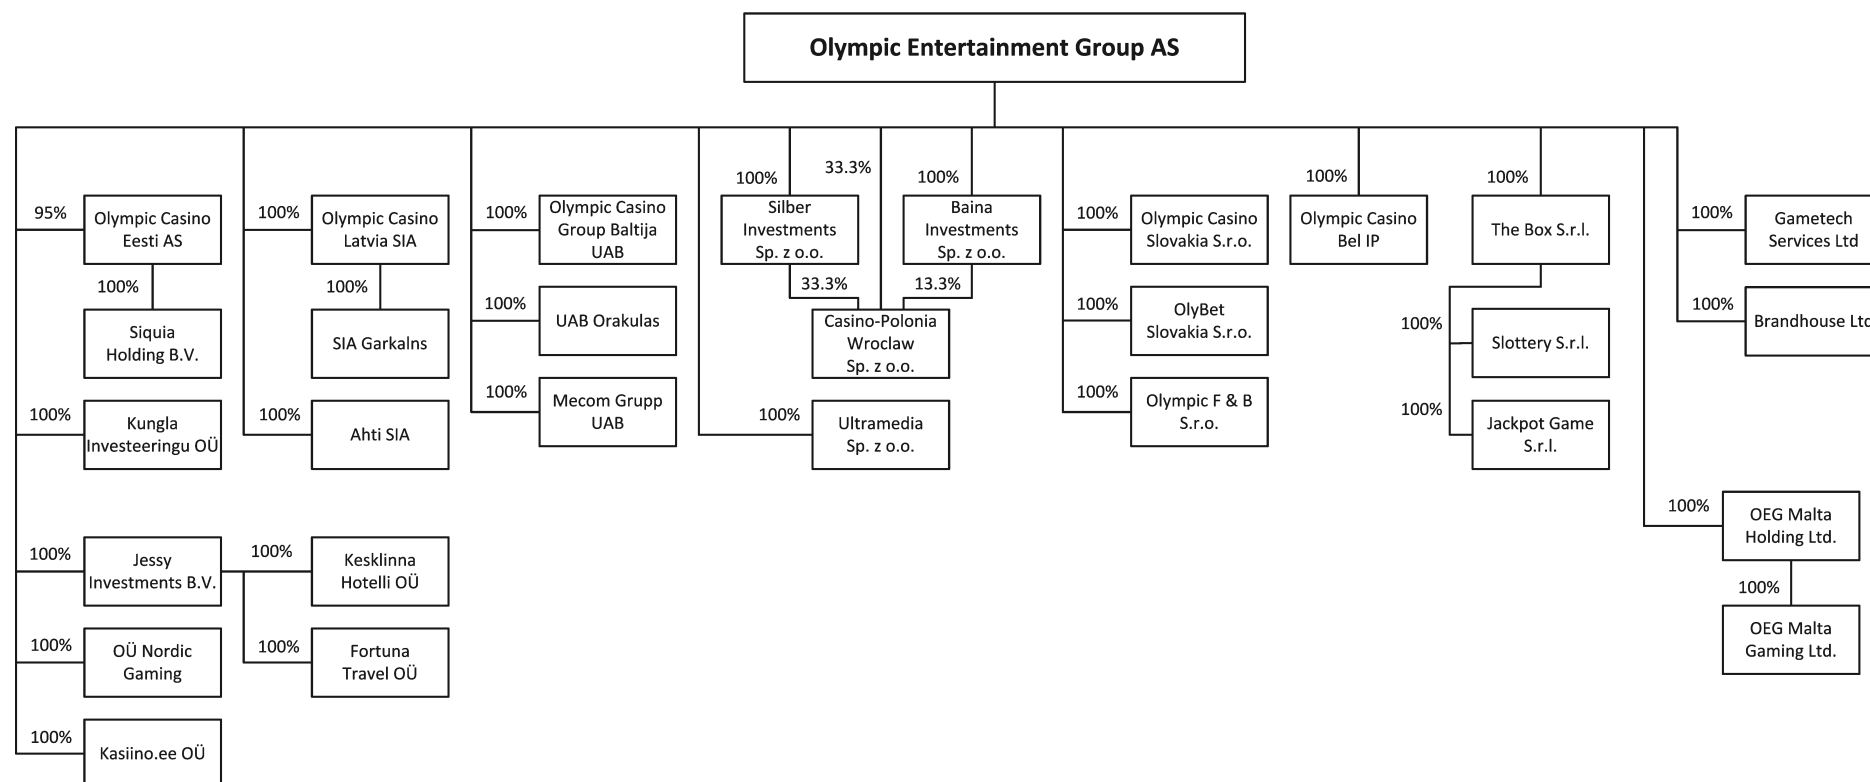 Olympic Entertainment Group AS
95%
Olympic Casino
Eesti AS
100%
Siquia
Holding B.V.
100%
Kungla
Investeeringu OÜ
100%
Jessy
Investments B.V.
100%
Kesklinna
Hotelli OÜ
100%
Fortuna
Travel OÜ
100%
OÜ Nordic
Gaming
100%
Kasiino.ee OÜ
100%
Olympic Casino
Latvia SIA
100%
SIA Garkalns
100%
Ahti SIA
100%
Olympic Casino
Group Baltija
UAB
100%
UAB Orakulas
100%
Mecom Grupp
UAB
100%
Silber
Investments
Sp. z o.o.
33.3%
33.3%
100%
Baina
Investments
Sp. z o.o.
13.3%
Casino-Polonia
Wroclaw
Sp. z o.o.
100%
Ultramedia
Sp. z o.o.
100%
Olympic Casino
Slovakia S.r.o.
100%
OlyBet
Slovakia S.r.o.
100%
Olympic F & B
S.r.o.
100%
Olympic Casino
Bel IP
100%
The Box S.r.l.
100%
Slottery S.r.l.
100%
Jackpot Game
S.r.l.
100%
Gametech
Services Ltd
100%
Brandhouse Ltd
100%
OEG Malta
Holding Ltd.
100%
OEG Malta
Gaming Ltd.